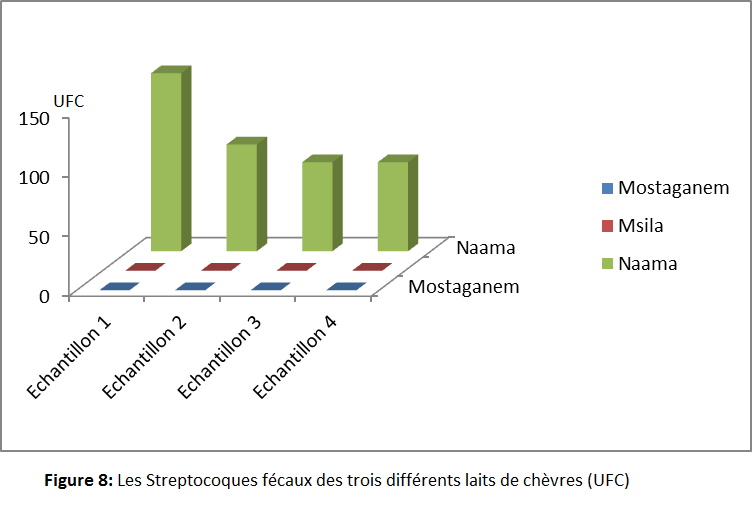 UFC
150
100
50
0
Echantillon 1
Echantillon 2
Echantillon 3
Echantillon 4
Naama
Mostaganem
Mostaganem
Msila
Naama
Figure 8: Les Streptocoques fécaux des trois différents laits de chèvres (UFC)